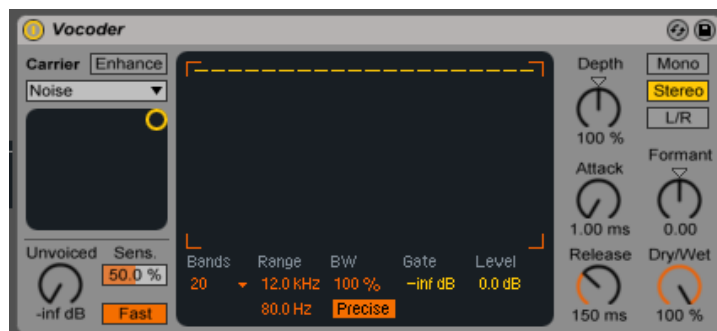 Vocoder
Carrier Enhance
Noise
Unvoiced Sens.
50.0 %
-inf dB Fast
Bands Range BW Gate Level
20 12.0 kHz 100 % -inf dB 0.0 dB
80.0 Hz Precise
Depth
100 %
Attack
1.00 ms
Release
150 ms
Mono
Stereo
L/R
Formant
0.00
Dry/Wet
100 %